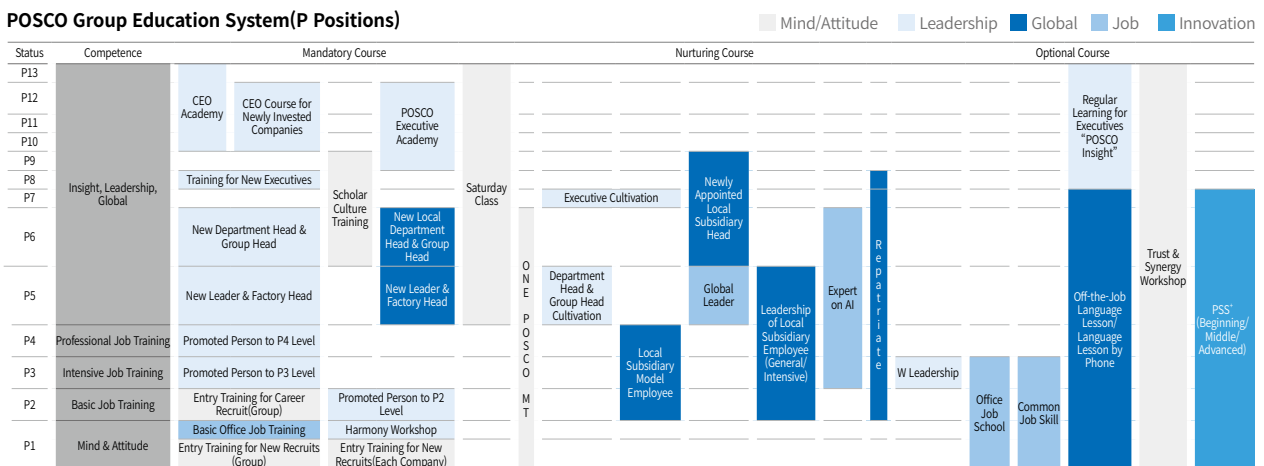 POSCO Group Education System(P Positions)
Mind/Attitude
Leadership
Global
Job
Innovation
Status
Competence
Mandatory Course
Nurturing Course
Optional Course
P13
P12
P11
P10
P9
P8
P7
P6
P5
P4
P3
P2
P1
Insight, Leadership,
Global
Professional Job Training
Intensive Job Training
Basic Job Training
Mind & Attitude
CEO
Academy
CEO Course for
Newly Invested
Companies
POSCO
Executive
Academy
Training for New Executives
Scholar
Culture
Training
Saturday
Class
New Department Head &
Group Head
New Local
Department
Head & Group
Head
New Leader & Factory Head
New Leader &
Factory Head
Promoted Person to P4 Level
Promoted Person to P3 Level
Entry Training for Career
Recruit(Group)
Promoted Person to P2
Level
Basic Office Job Training
Harmony Workshop
Entry Training for New Recruits
(Group)
Entry Training for New
Recruits(Each Company)
ONE POSCO MT
Executive Cultivation
Department
Head &
Group Head
Cultivation
Local
Subsidiary
Model
Employee
Newly
Appointed
Local
Subsidiary
Head
Global
Leader
Leadership
of Local
Subsidiary
Employee
(General/
Intensive)
Expert
on AI
Repatriate
W Leadership
Office
Job
School
Common
Job Skill
Regular
Learning for
Executives
“POSCO
Insight”
Off-the-Job
Language
Lesson/
Language
Lesson by
Phone
Trust &
Synergy
Workshop
PSS+
(Beginning/
Middle/
Advanced)